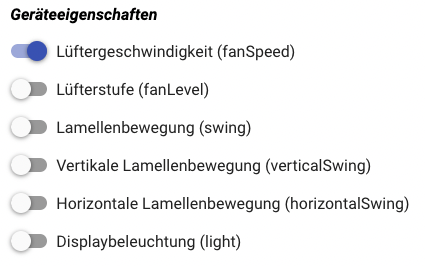 Geräteeigenschaften
Lüftergeschwindigkeit (fanSpeed)
Lüfterstufe (fanLevel)
Lamellenbewegung (swing)
Vertikale Lamellenbewegung (verticalSwing)
Horizontale Lamellenbewegung (horizontalSwing)
Displaybeleuchtung (light)